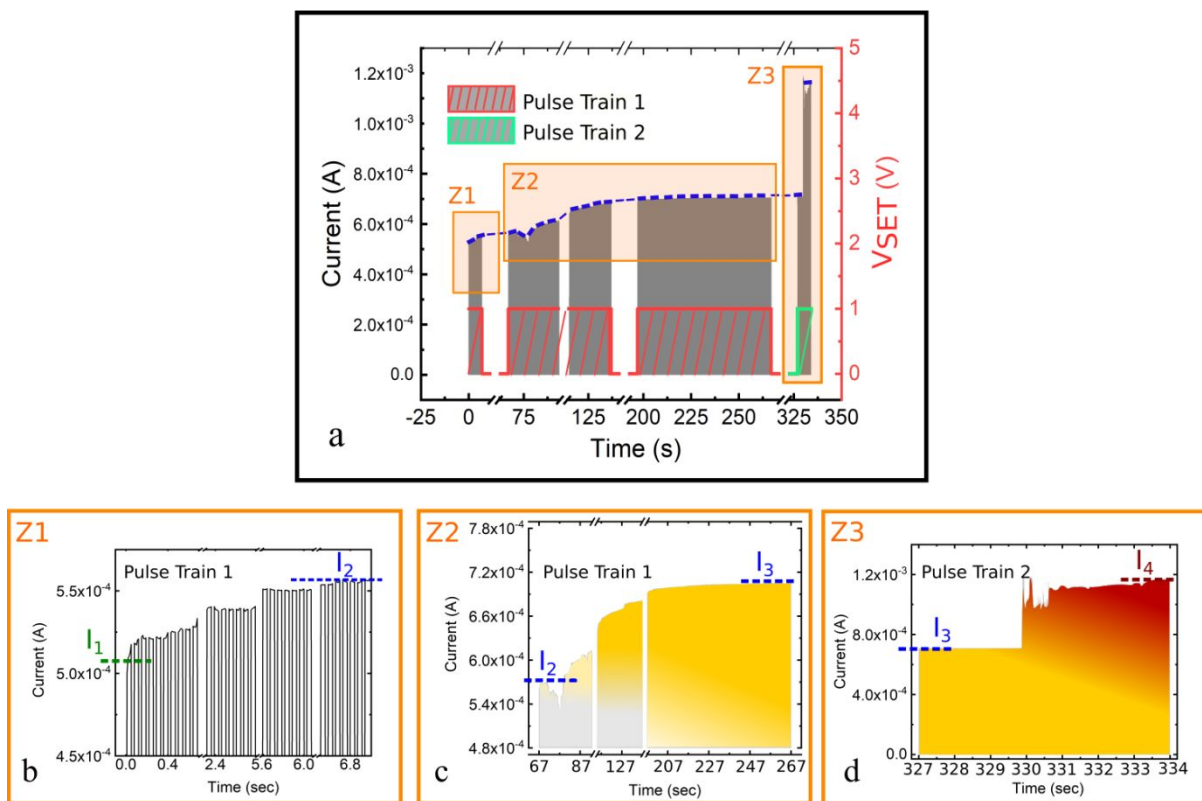 5
1.2x10⁻³
Z3
Pulse Train 1
4
1.0x10⁻³
Pulse Train 2
8.0x10⁻⁴
3
Z2
Z1
6.0x10⁻⁴
2
4.0x10⁻⁴
2.0x10⁻⁴
1
0.0
0
Current (A)
VSET (V)
-25 0 75 125 200 225 250 325 350
Time (s)
a
Z1
Pulse Train 1
I₂
5.5x10⁻⁴
I₁
5.0x10⁻⁴
4.5x10⁻⁴
Current (A)
0.0 0.4 2.4 5.6 6.0 6.8
Time (sec)
b
Z2
7.8x10⁻⁴
Pulse Train 1
I₃
7.2x10⁻⁴
6.6x10⁻⁴
6.0x10⁻⁴
I₂
5.4x10⁻⁴
4.8x10⁻⁴
Current (A)
67 87 127 207 227 247 267
Time (sec)
c
Z3
Pulse Train 2
I₄
1.2x10⁻³
I₃
8.0x10⁻⁴
4.0x10⁻⁴
0.0
Current (A)
327 328 329 330 331 332 333 334
Time (sec)
d